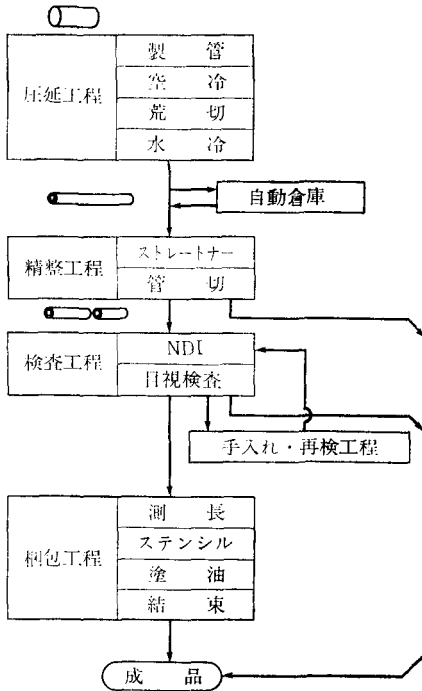 製管
圧延工程
空冷
荒切
水冷
自動倉庫
ストレートナー
精整工程
管切
NDI
検査工程
目視検査
手入れ・再検工程
測長
ステンシル
梱包工程
塗油
結束
成品